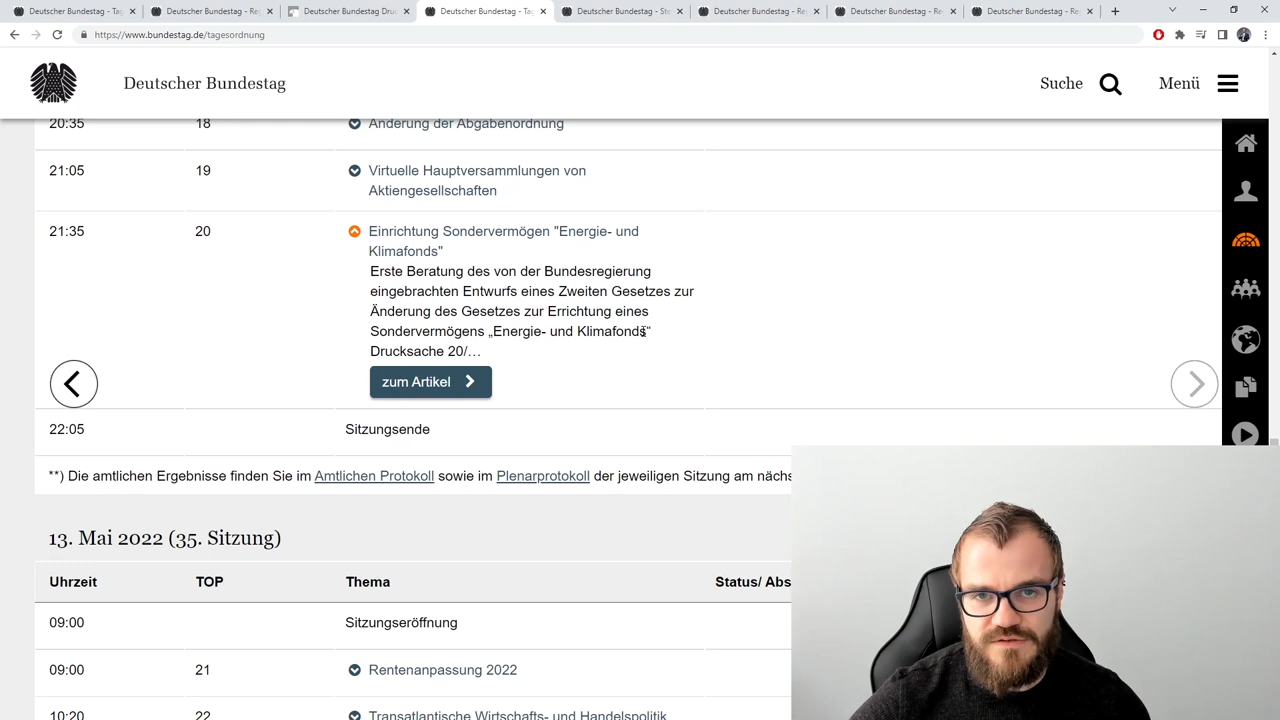 Deutscher Bundestag - Tag
Deutscher Bundestag - Reg
Deutscher Bundestag Druc
Deutscher Bundestag - Tag
Deutscher Bundestag - Ste
Deutscher Bundestag - Reg
Deutscher Bundestag - Re
Deutscher Bundestag - Reg
https://www.bundestag.de/tagesordnung
Deutscher Bundestag
Suche
Menü
20:35 18 Änderung der Abgabenordnung
21:05 19 Virtuelle Hauptversammlungen von
Aktiengesellschaften
21:35 20 Einrichtung Sondervermögen "Energie- und
Klimafonds"
Erste Beratung des von der Bundesregierung
eingebrachten Entwurfs eines Zweiten Gesetzes zur
Änderung des Gesetzes zur Errichtung eines
Sondervermögens „Energie- und Klimafonds“
Drucksache 20/…
zum Artikel
22:05 Sitzungsende
**) Die amtlichen Ergebnisse finden Sie im Amtlichen Protokoll sowie im Plenarprotokoll der jeweiligen Sitzung am nächs
13. Mai 2022 (35. Sitzung)
Uhrzeit TOP Thema Status/ Abs
09:00 Sitzungseröffnung
09:00 21 Rentenanpassung 2022
10:20 22 Transatlantische Wirtschafts- und Handelspolitik